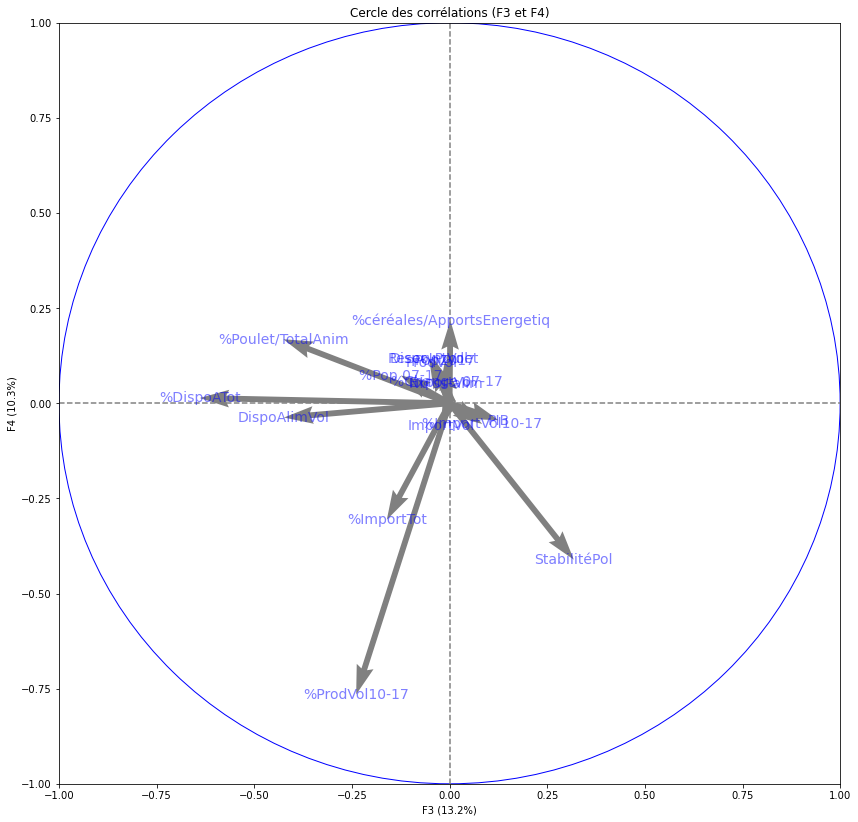 Cercle des corrélations (F3 et F4)
1.00
0.75
0.50
0.25
0.00
−0.25
−0.50
−0.75
−1.00
F4 (10.3%)
%céréales/ApportsEnergetiq
%Poulet/TotalAnim
%Pop 07-17
%DispoATot
DispoAlimVol
ImportVol
%ImportVol10-17
PIB
%ImportTot
StabilitéPol
%ProdVol10-17
−1.00 −0.75 −0.50 −0.25 0.00 0.25 0.50 0.75 1.00
F3 (13.2%)